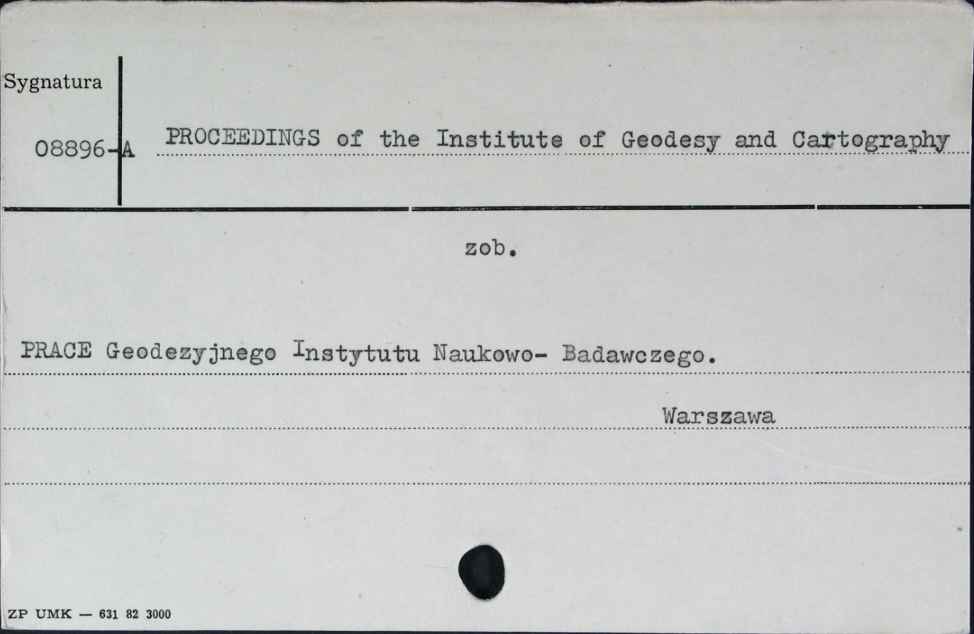 Sygnatura
08896-A PROCEEDINGS of the Institute of Geodesy and Cartography
zob.
PRACE Geodezyjnego Instytutu Naukowo- Badawczego.
Warszawa
ZP UMK — 631 82 3000